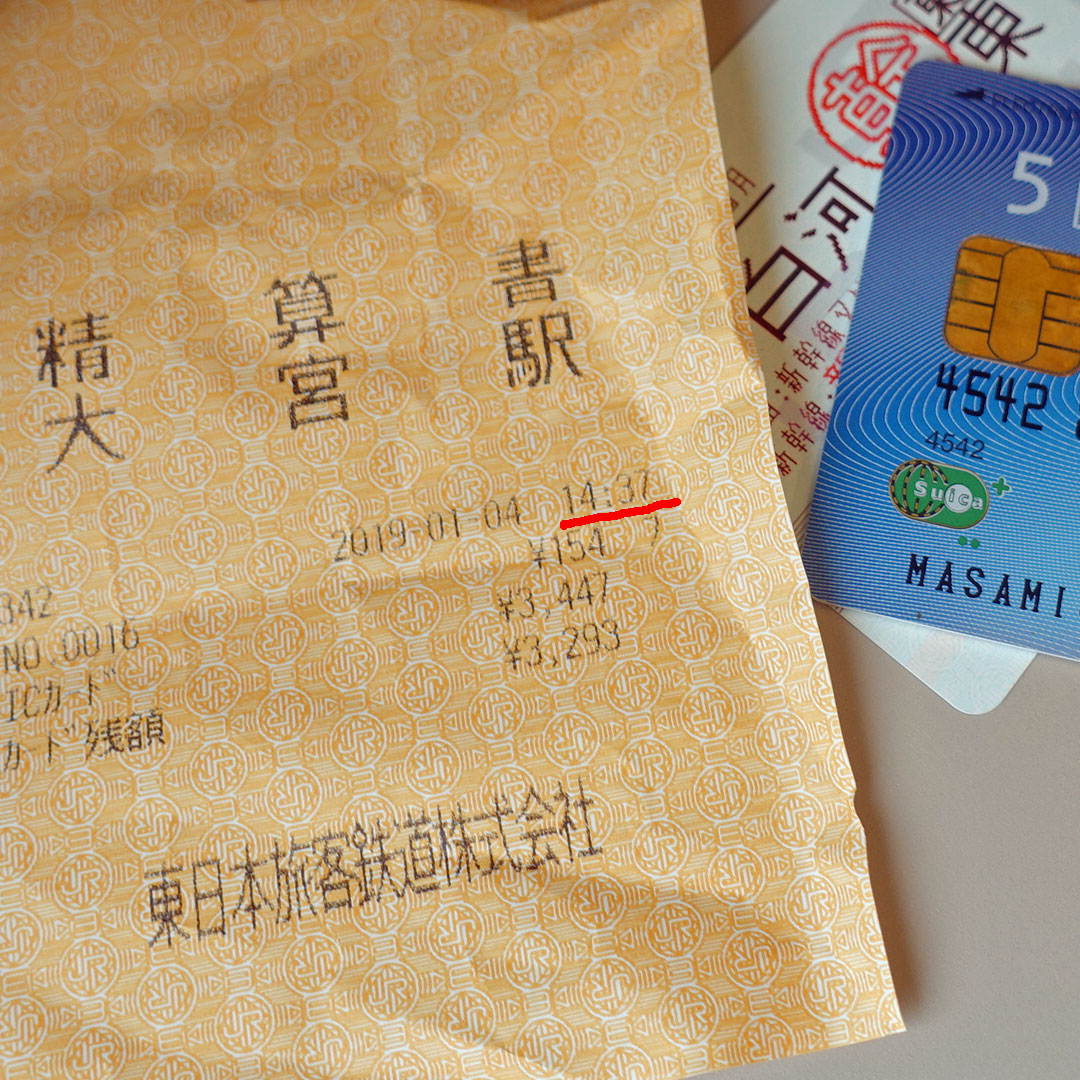 精 算 書
大 宮 駅
2019-01-04 14:37
¥154
342 ¥3,447
NO.0016 ¥3,293
ICカード
カード残額
東日本旅客鉄道株式会社
4542
4542
Suica
MASAMI